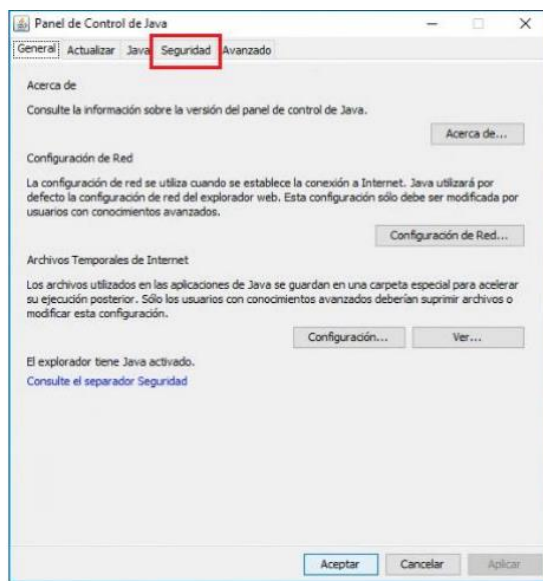 Panel de Control de Java
General Actualizar Java Seguridad Avanzado
Acerca de
Consulte la información sobre la versión del panel de control de Java.
Acerca de...
Configuración de Red
La configuración de red se utiliza cuando se establece la conexión a Internet. Java utilizará por
defecto la configuración de red del explorador web. Esta configuración sólo debe ser modificada por
usuarios con conocimientos avanzados.
Configuración de Red...
Archivos Temporales de Internet
Los archivos utilizados en las aplicaciones de Java se guardan en una carpeta especial para acelerar
su ejecución posterior. Sólo los usuarios con conocimientos avanzados deberían suprimir archivos o
modificar esta configuración.
Configuración... Ver...
El explorador tiene Java activado.
Consulte el separador Seguridad
Aceptar Cancelar Aplicar